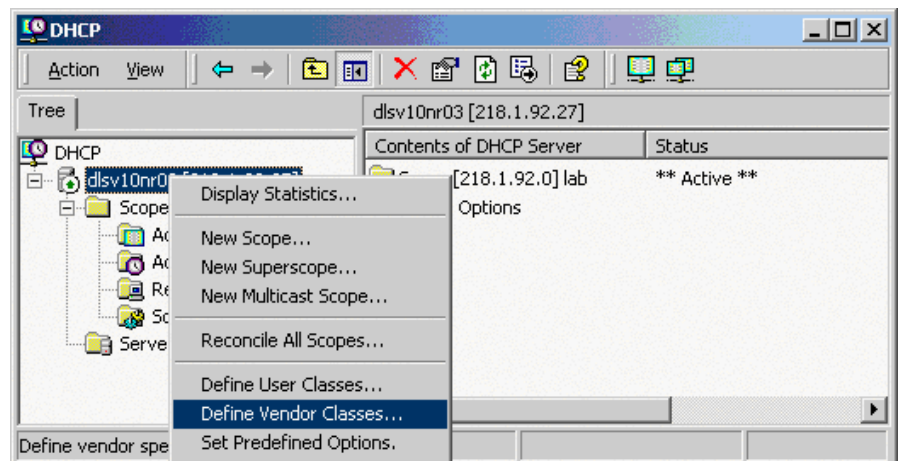 DHCP
Action View
Tree
dlsv10nr03 [218.1.92.27]
DHCP
Contents of DHCP Server Status
[218.1.92.0] lab ** Active **
Options
Scope
Serve
Display Statistics...
New Scope...
New Superscope...
New Multicast Scope...
Reconcile All Scopes...
Define User Classes...
Define Vendor Classes...
Set Predefined Options.
Define vendor spe